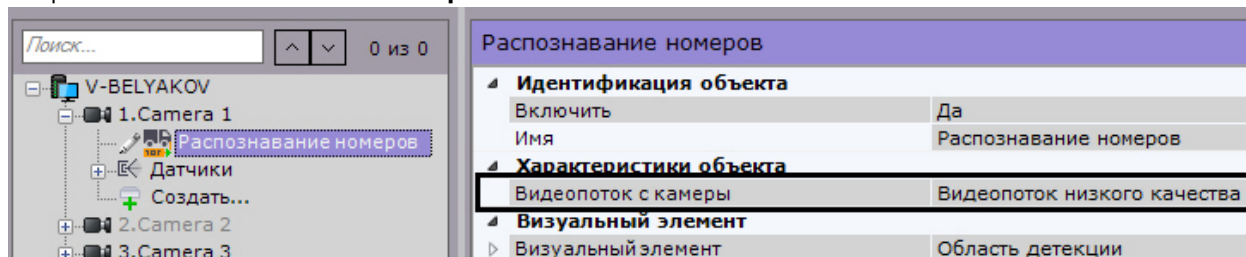 Поиск...
0 из 0
V-BELYAKOV
1.Camera 1
Распознавание номеров
Датчики
Создать...
2.Camera 2
3.Camera 3
Распознавание номеров
Идентификация объекта
Включить Да
Имя Распознавание номеров
Характеристики объекта
Видеопоток с камеры Видеопоток низкого качества
Визуальный элемент
Визуальный элемент Область детекции